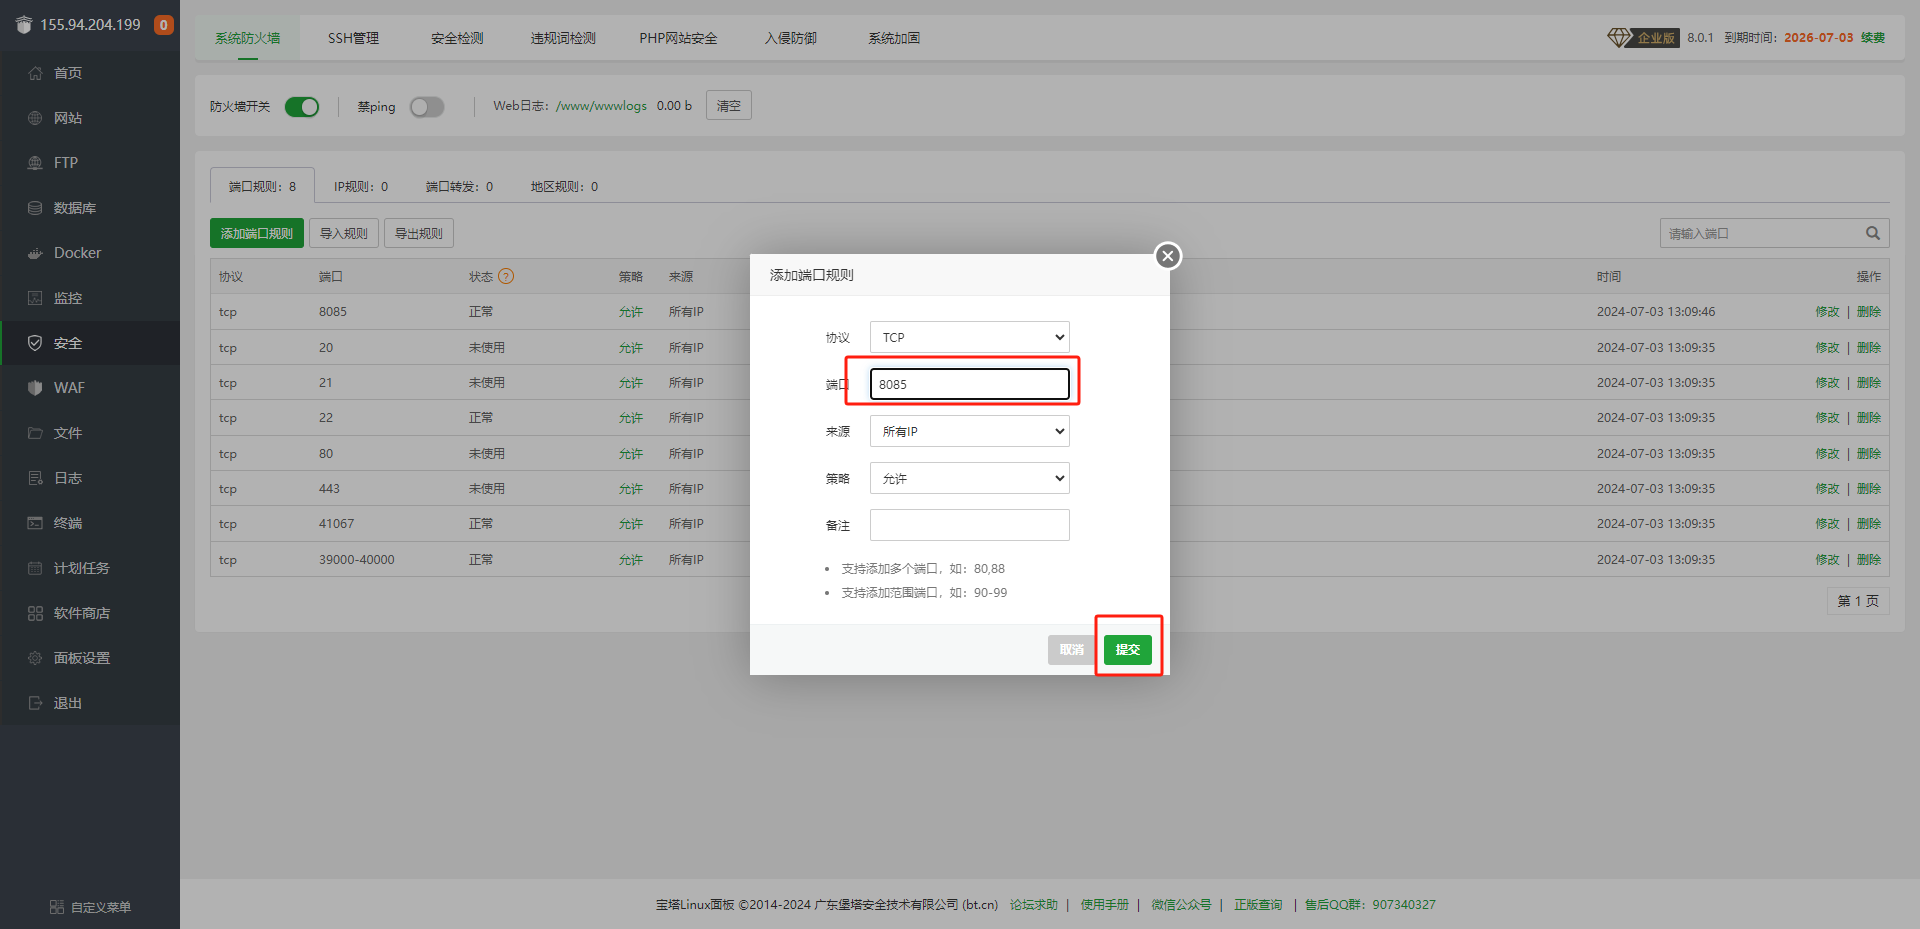 155.94.204.199 0
首页
网站
FTP
数据库
Docker
监控
安全
WAF
文件
日志
终端
计划任务
软件商店
面板设置
退出
自定义菜单
系统防火墙 SSH管理 安全检测 违规词检测 PHP网站安全 入侵防御 系统加固
企业版 8.0.1 到期时间: 2026-07-03 续费
防火墙开关 禁ping Web日志: /www/wwwlogs 0.00 b 清空
端口规则: 8 IP规则: 0 端口转发: 0 地区规则: 0
添加端口规则 导入规则 导出规则 请输入端口
协议 端口 状态 ? 策略 来源 时间 操作
tcp 8085 正常 允许 所有IP 2024-07-03 13:09:46 修改 | 删除
tcp 20 未使用 允许 所有IP 2024-07-03 13:09:35 修改 | 删除
tcp 21 未使用 允许 所有IP 2024-07-03 13:09:35 修改 | 删除
tcp 22 正常 允许 所有IP 2024-07-03 13:09:35 修改 | 删除
tcp 80 未使用 允许 所有IP 2024-07-03 13:09:35 修改 | 删除
tcp 443 未使用 允许 所有IP 2024-07-03 13:09:35 修改 | 删除
tcp 41067 正常 允许 所有IP 2024-07-03 13:09:35 修改 | 删除
tcp 39000-40000 正常 允许 所有IP 2024-07-03 13:09:35 修改 | 删除
第 1 页
添加端口规则
协议 TCP
端口 8085
来源 所有IP
策略 允许
备注
支持添加多个端口，如：80,88
支持添加范围端口，如：90-99
取消 提交
宝塔Linux面板 ©2014-2024 广东堡塔安全技术有限公司 (bt.cn) 论坛求助 | 使用手册 | 微信公众号 | 正版查询 | 售后QQ群：907340327